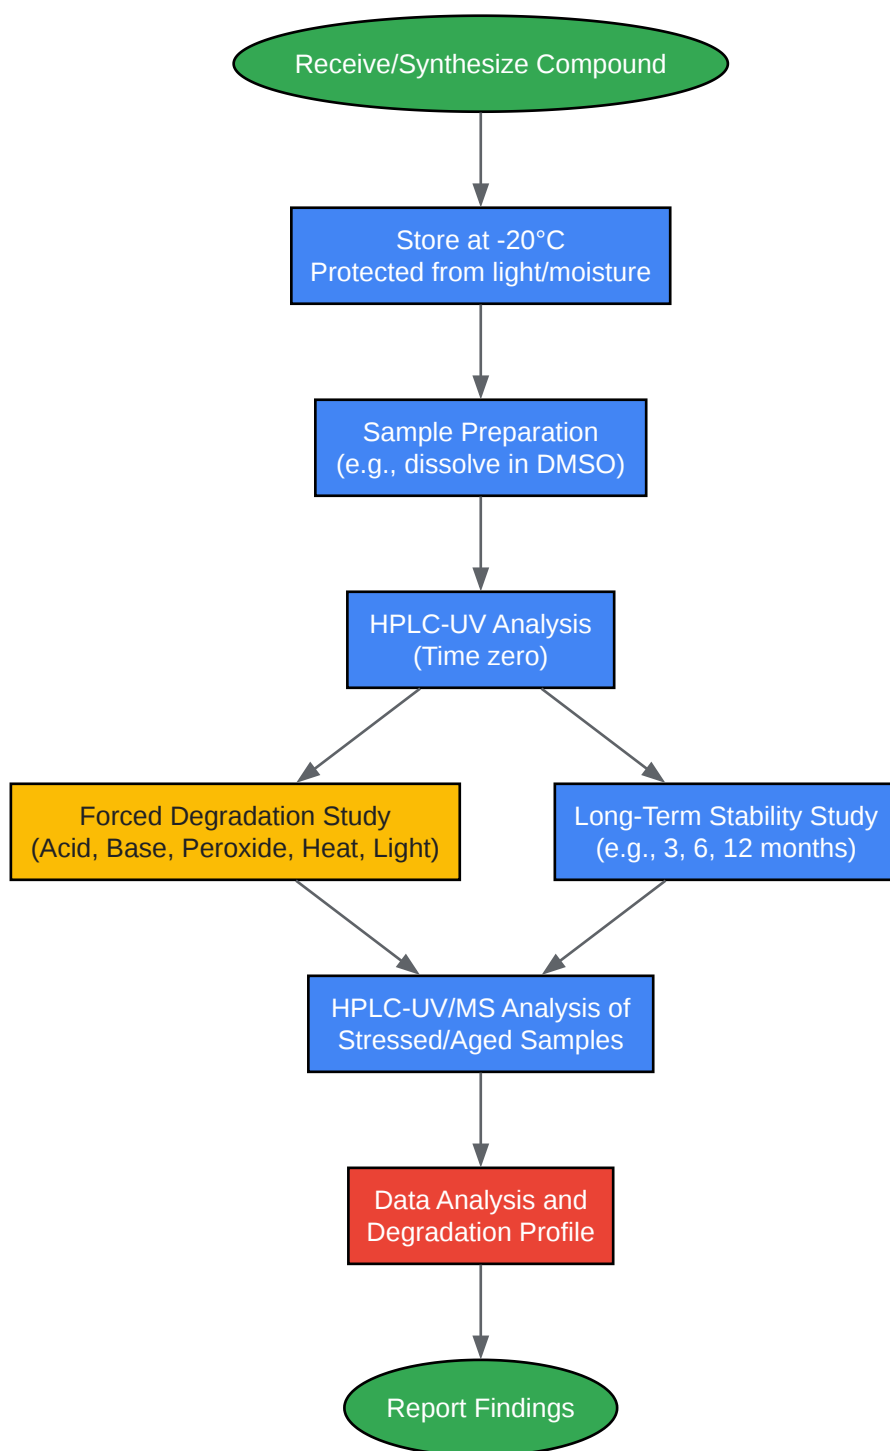 Receive/Synthesize Compound
Store at -20°C
Protected from light/moisture
Sample Preparation
(e.g., dissolve in DMSO)
HPLC-UV Analysis
(Time zero)
Forced Degradation Study
(Acid, Base, Peroxide, Heat, Light)
Long-Term Stability Study
(e.g., 3, 6, 12 months)
HPLC-UV/MS Analysis of
Stressed/Aged Samples
Data Analysis and
Degradation Profile
Report Findings